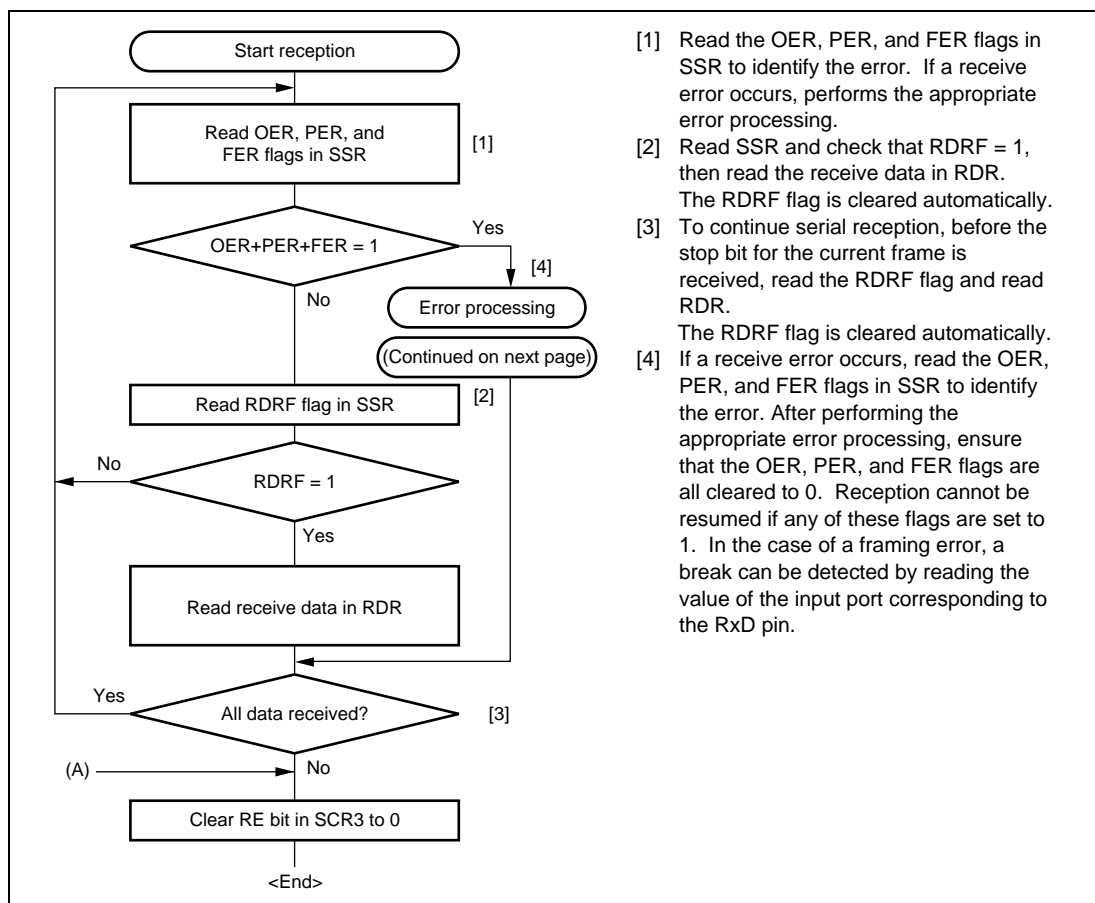 Start reception
Read OER, PER, and
FER flags in SSR
[1]
OER+PER+FER = 1
Yes
[4]
No
Error processing
(Continued on next page)
Read RDRF flag in SSR
[2]
No
RDRF = 1
Yes
Read receive data in RDR
Yes
All data received?
[3]
(A)
No
Clear RE bit in SCR3 to 0
<End>
[1] Read the OER, PER, and FER flags in
SSR to identify the error. If a receive
error occurs, performs the appropriate
error processing.
[2] Read SSR and check that RDRF = 1,
then read the receive data in RDR.
The RDRF flag is cleared automatically.
[3] To continue serial reception, before the
stop bit for the current frame is
received, read the RDRF flag and read
RDR.
The RDRF flag is cleared automatically.
[4] If a receive error occurs, read the OER,
PER, and FER flags in SSR to identify
the error. After performing the
appropriate error processing, ensure
that the OER, PER, and FER flags are
all cleared to 0. Reception cannot be
resumed if any of these flags are set to
1. In the case of a framing error, a
break can be detected by reading the
value of the input port corresponding to
the RxD pin.